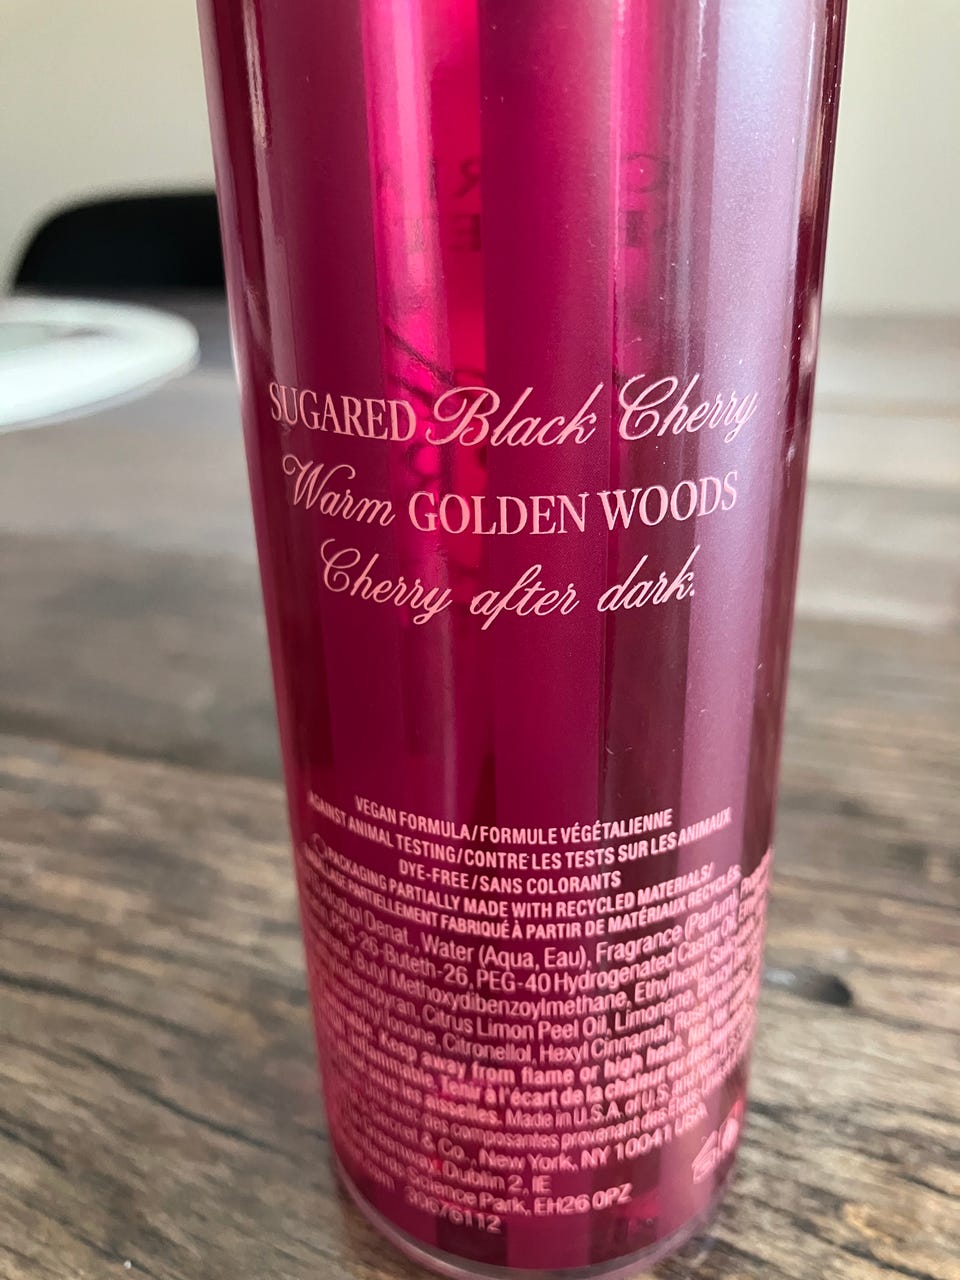 SUGARED Black Cherry
Warm GOLDEN WOODS
Cherry after dark.
VEGAN FORMULA/FORMULE VÉGÉTALIENNE
AGAINST ANIMAL TESTING/CONTRE LES TESTS SUR LES ANIMAUX
DYE-FREE/SANS COLORANTS
PACKAGING PARTIALLY MADE WITH RECYCLED MATERIALS/
PARTIELLEMENT FABRIQUÉ À PARTIR DE MATÉRIAUX RECYCLÉS
Alcohol Denat., Water (Aqua, Eau), Fragrance (Parfum),
PPG-26-Buteth-26, PEG-40 Hydrogenated Castor Oil,
Butyl Methoxydibenzoylmethane, Ethylhexyl
Citrus Limon Peel Oil, Limonene,
Citronellol, Hexyl Cinnamal,
Keep away from flame or high heat.
Tenir à l'écart de la chaleur
les aisselles. Made in U.S.A. of U.S. and
avec des composantes provenant des
Secret & Co., New York, NY 10041 USA
Dublin 2, IE
Science Park, EH26 0PZ
30676112